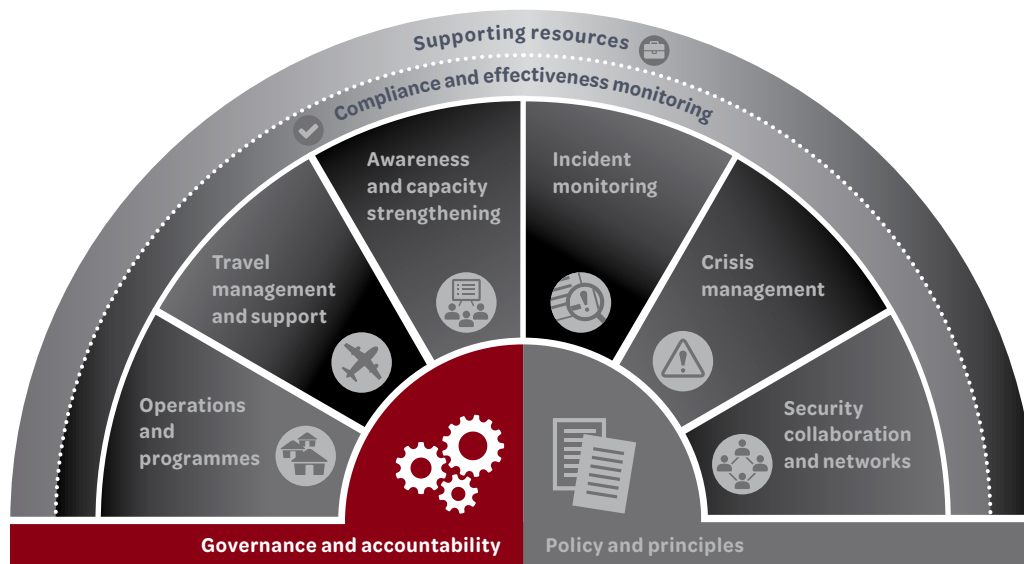 Supporting resources
Compliance and effectiveness monitoring
Awareness
and capacity
strengthening
Incident
monitoring
Travel
management
and support
Crisis
management
Operations
and
programmes
Security
collaboration
and networks
Governance and accountability
Policy and principles